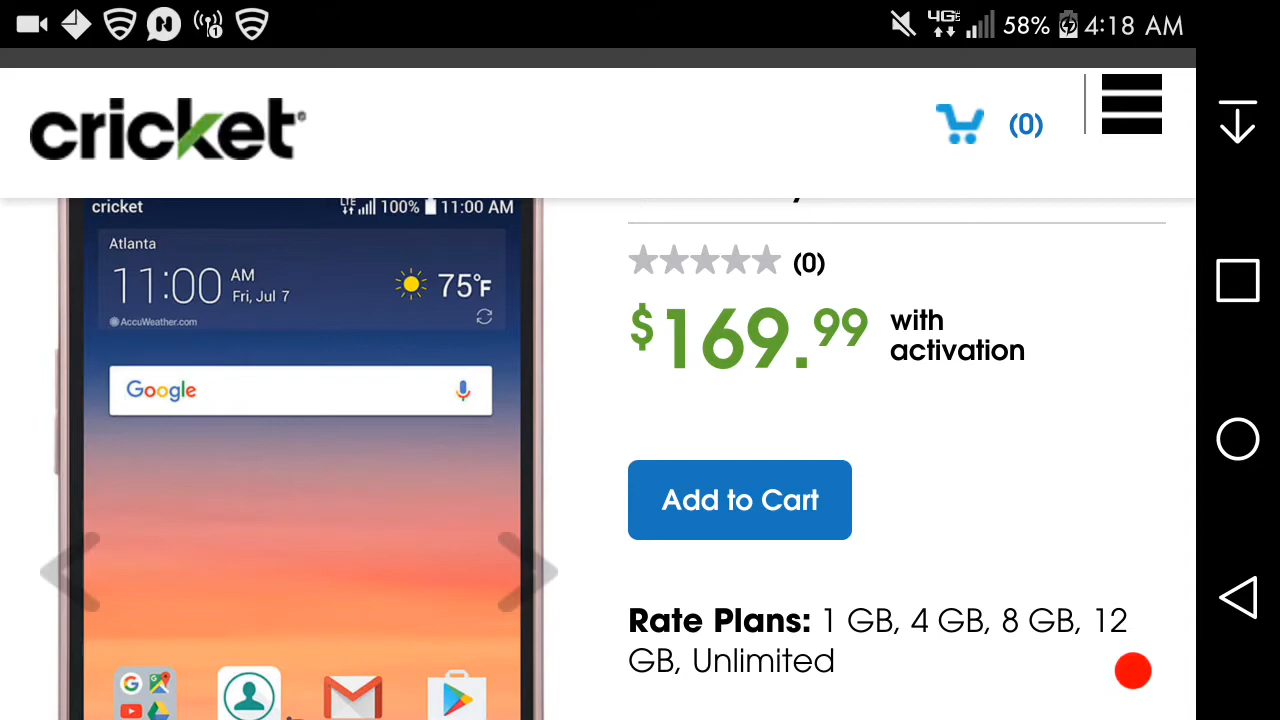 58% 4:18 AM
cricket
(0)
cricket LTE 100% 11:00 AM
Atlanta
11:00 AM
Fri, Jul 7
75°F
AccuWeather.com
Google
(0)
$169.99 with
activation
Add to Cart
Rate Plans: 1 GB, 4 GB, 8 GB, 12
GB, Unlimited